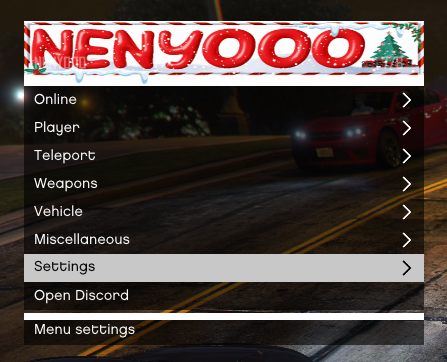 NENYOOO
Online
Player
Teleport
Weapons
Vehicle
Miscellaneous
Settings
Open Discord
Menu settings